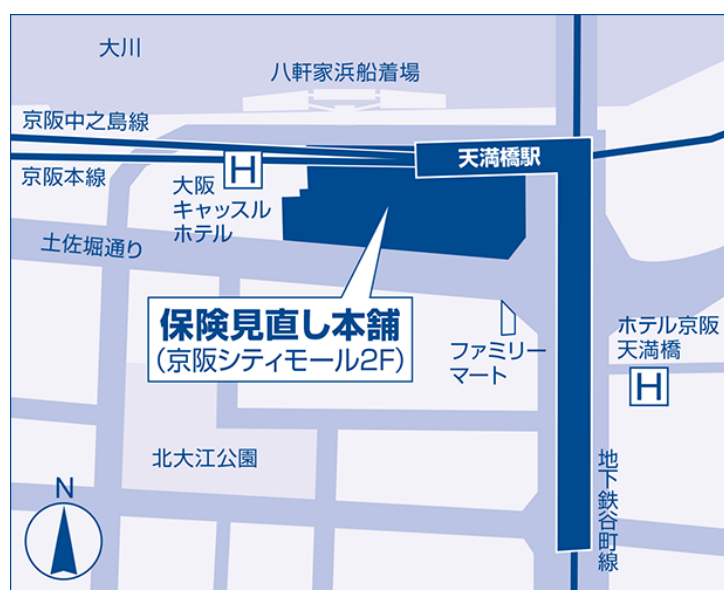 大川
八軒家浜船着場
京阪中之島線
天満橋駅
京阪本線
H
大阪
キャッスル
ホテル
土佐堀通り
保険見直し本舗
(京阪シティモール2F)
ファミリー
マート
ホテル京阪
天満橋
H
北大江公園
地下鉄谷町線
N